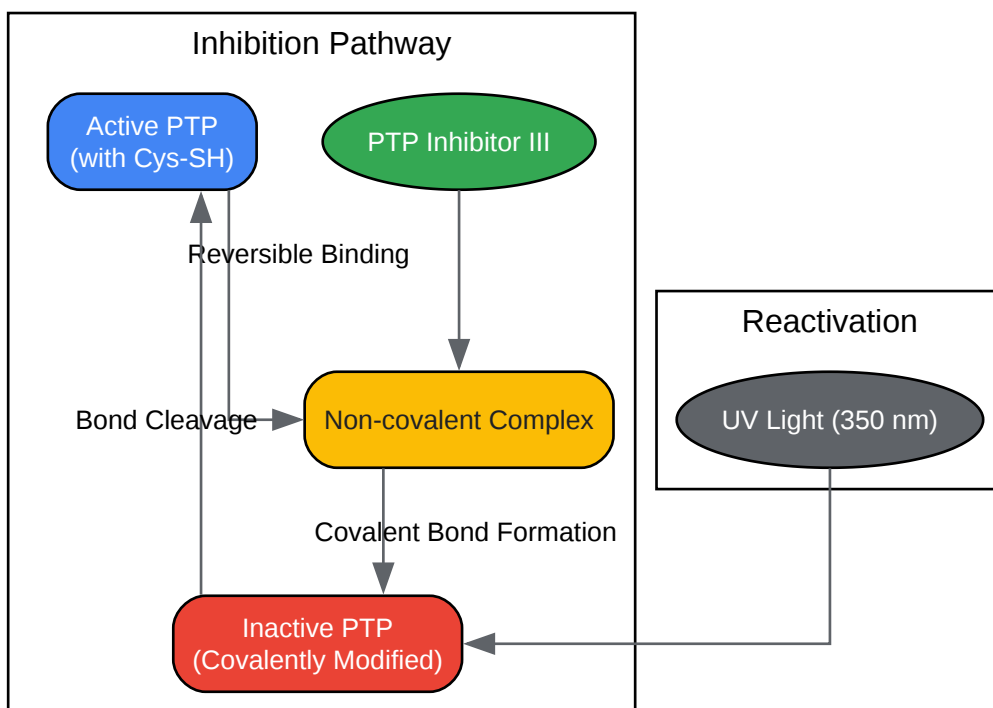 Inhibition Pathway
Active PTP
(with Cys-SH)
PTP Inhibitor III
Reversible Binding
Reactivation
Bond Cleavage
Non-covalent Complex
UV Light (350 nm)
Covalent Bond Formation
Inactive PTP
(Covalently Modified)